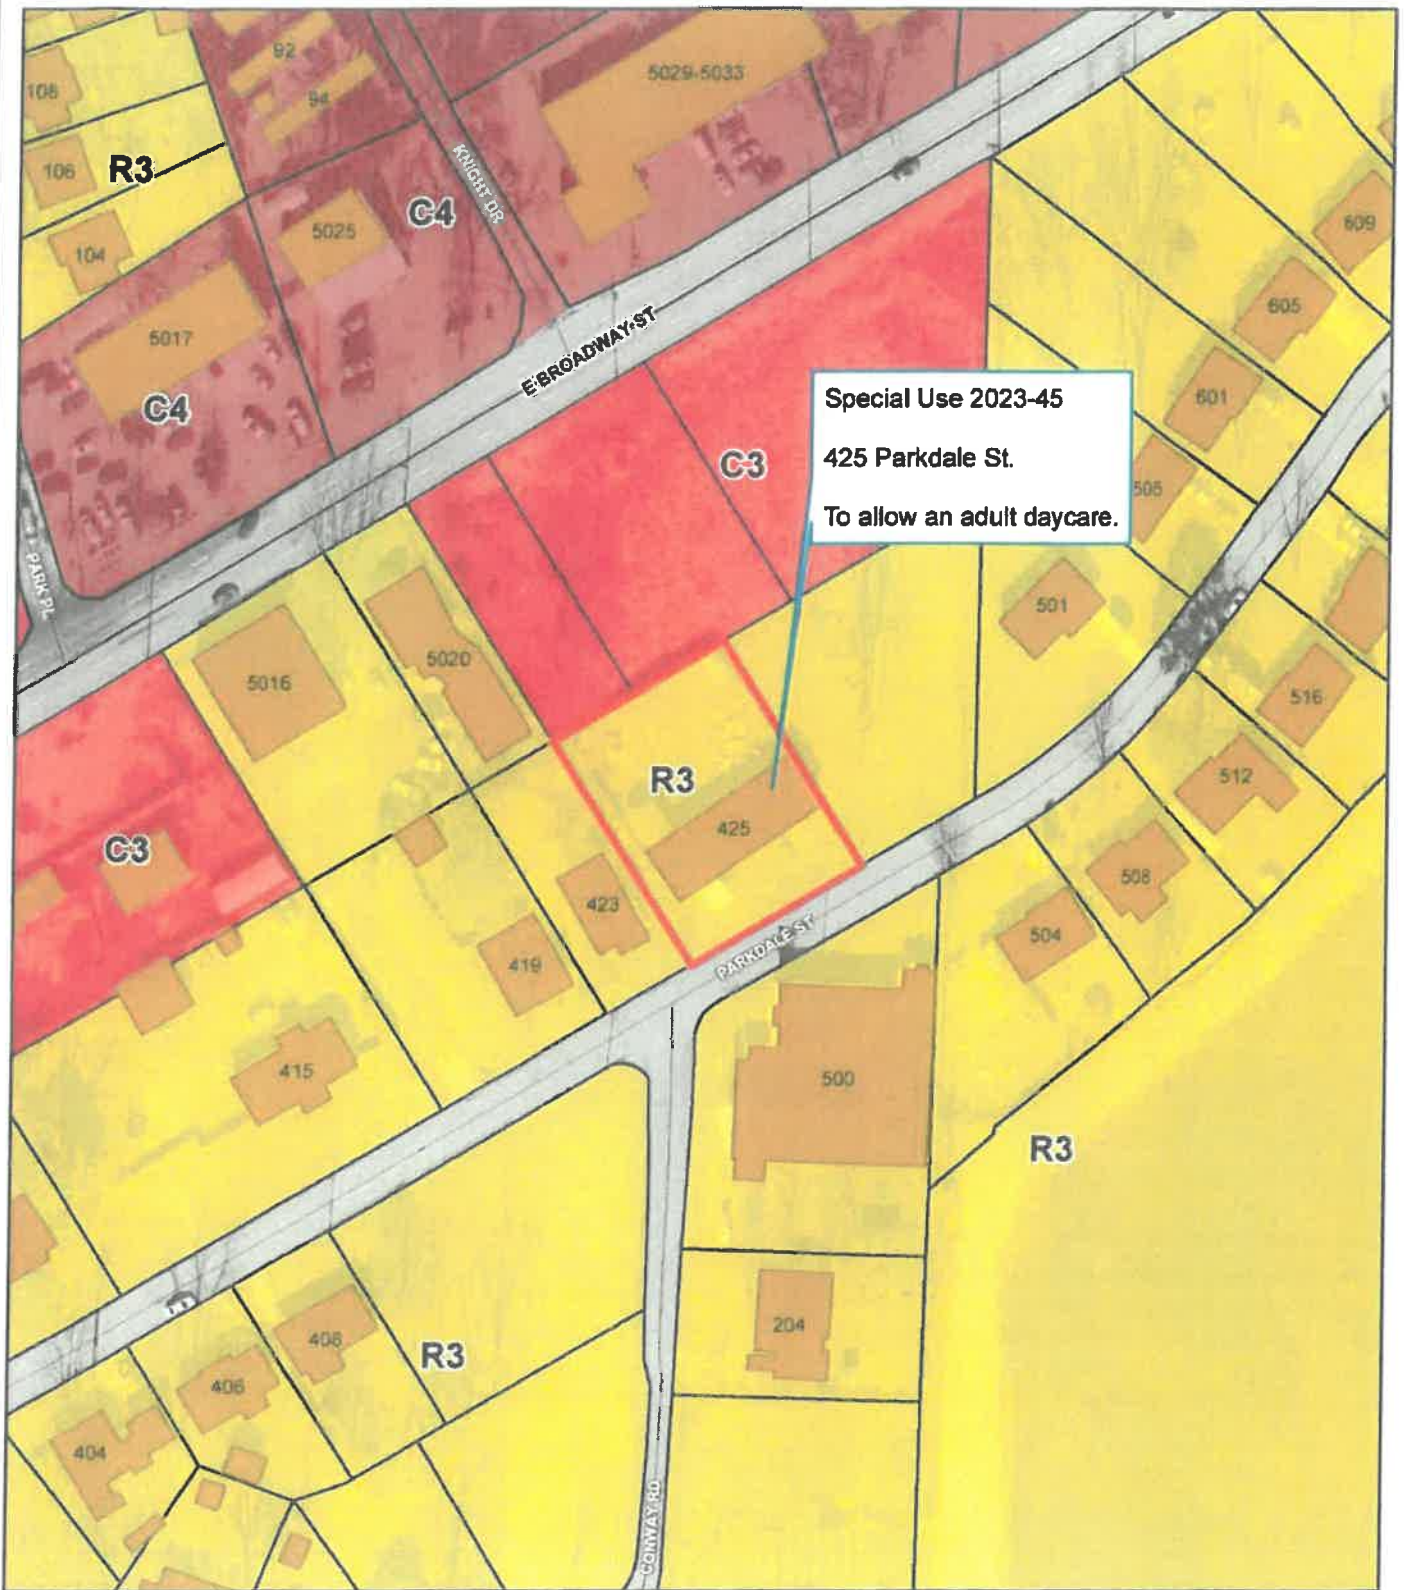 92
5029-5033
108
94
106
R3
KNIGHT DR
C4
5025
104
609
605
5017
E BROADWAY ST
C4
601
Special Use 2023-45
425 Parkdale St.
To allow an adult daycare.
C3
505
PARK PL
501
5020
5016
516
R3
512
425
C3
508
423
504
PARKDALE ST
419
415
500
R3
204
408
R3
406
404
CONWAY RD